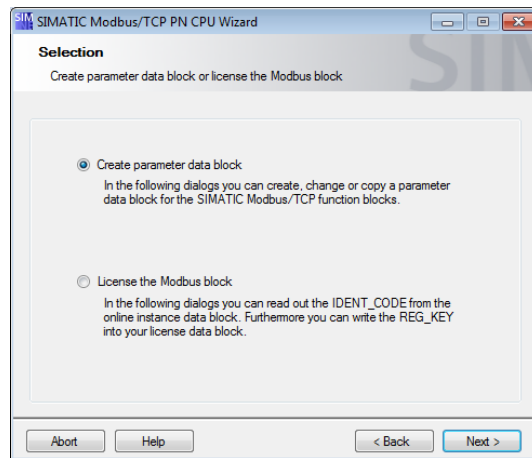 SIM SIMATIC Modbus/TCP PN CPU Wizard
Selection
Create parameter data block or license the Modbus block
SIM
Create parameter data block
In the following dialogs you can create, change or copy a parameter
data block for the SIMATIC Modbus/TCP function blocks.
License the Modbus block
In the following dialogs you can read out the IDENT_CODE from the
online instance data block. Furthermore you can write the REG_KEY
into your license data block.
Abort Help < Back Next >